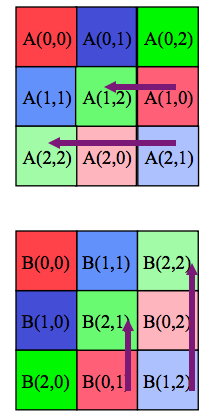 A(0,0) A(0,1) A(0,2)
A(1,1) A(1,2) A(1,0)
A(2,2) A(2,0) A(2,1)
B(0,0) B(1,1) B(2,2)
B(1,0) B(2,1) B(0,2)
B(2,0) B(0,1) B(1,2)